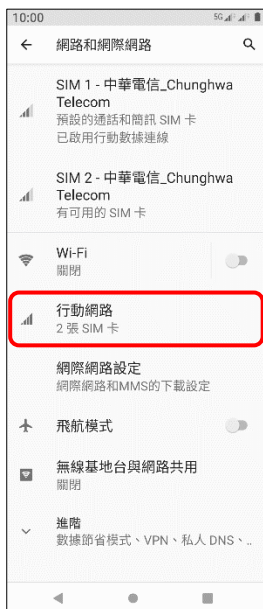 10:00 5G
網路和網際網路
SIM 1 - 中華電信_Chunghwa
Telecom
預設的通話和簡訊 SIM 卡
已啟用行動數據連線
SIM 2 - 中華電信_Chunghwa
Telecom
有可用的 SIM 卡
Wi-Fi
關閉
行動網路
2 張 SIM 卡
網際網路設定
網際網路和MMS的下載設定
飛航模式
無線基地台與網路共用
關閉
進階
數據節省模式、VPN、私人 DNS、..